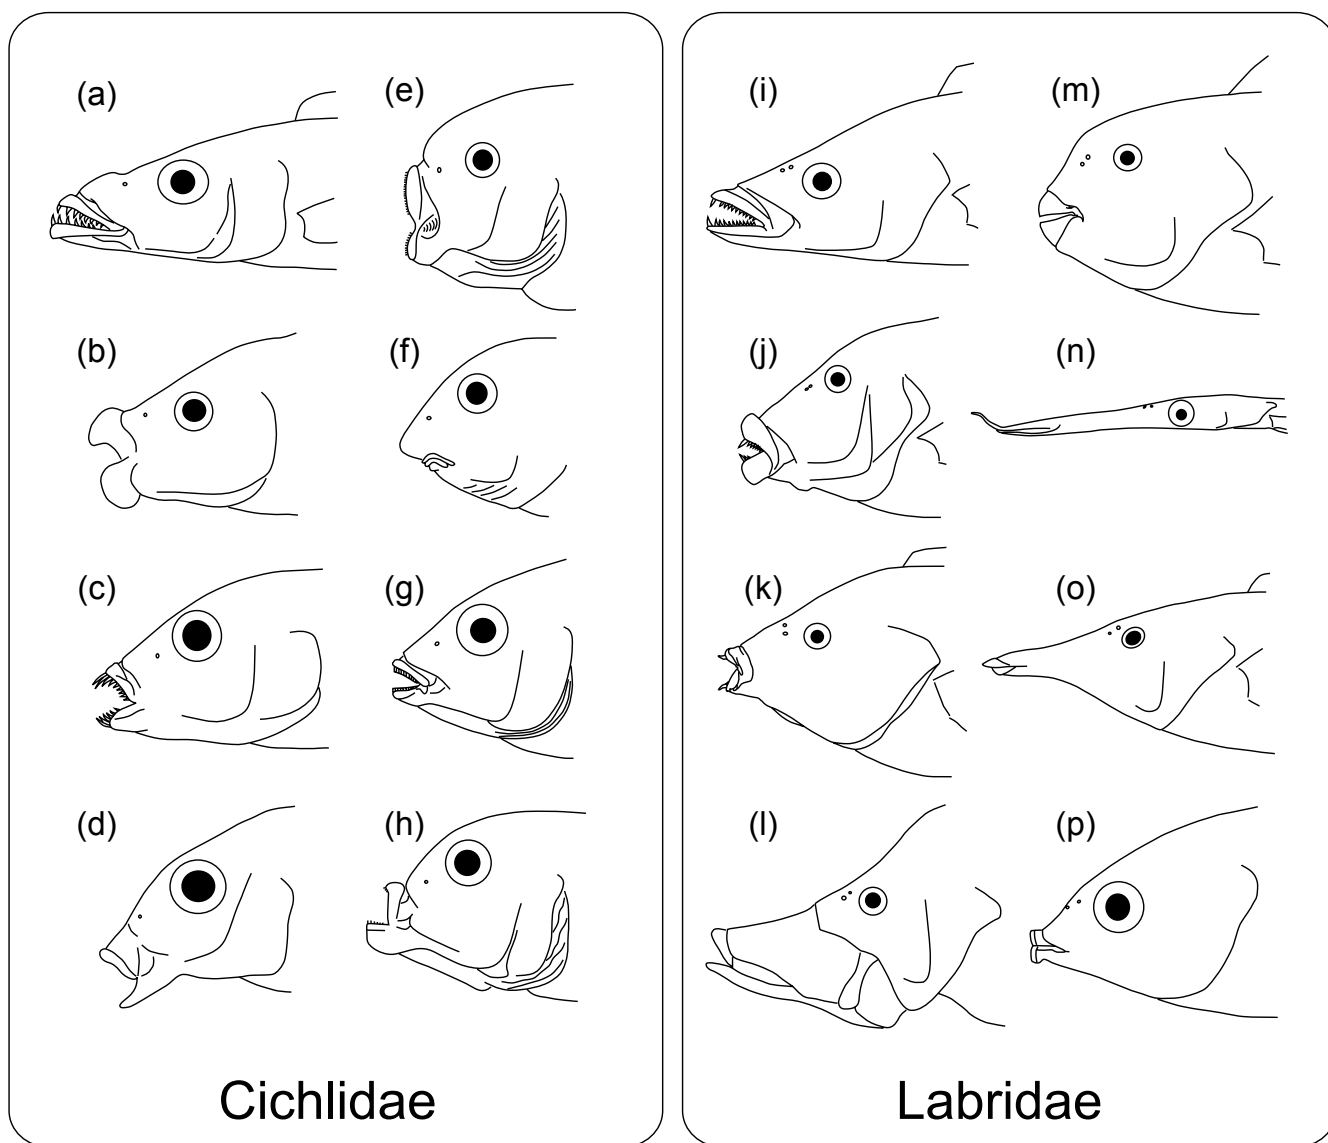 (a)
(e)
(b)
(f)
(c)
(g)
(d)
(h)
Cichlidae
(i)
(m)
(j)
(n)
(k)
(o)
(l)
(p)
Labridae